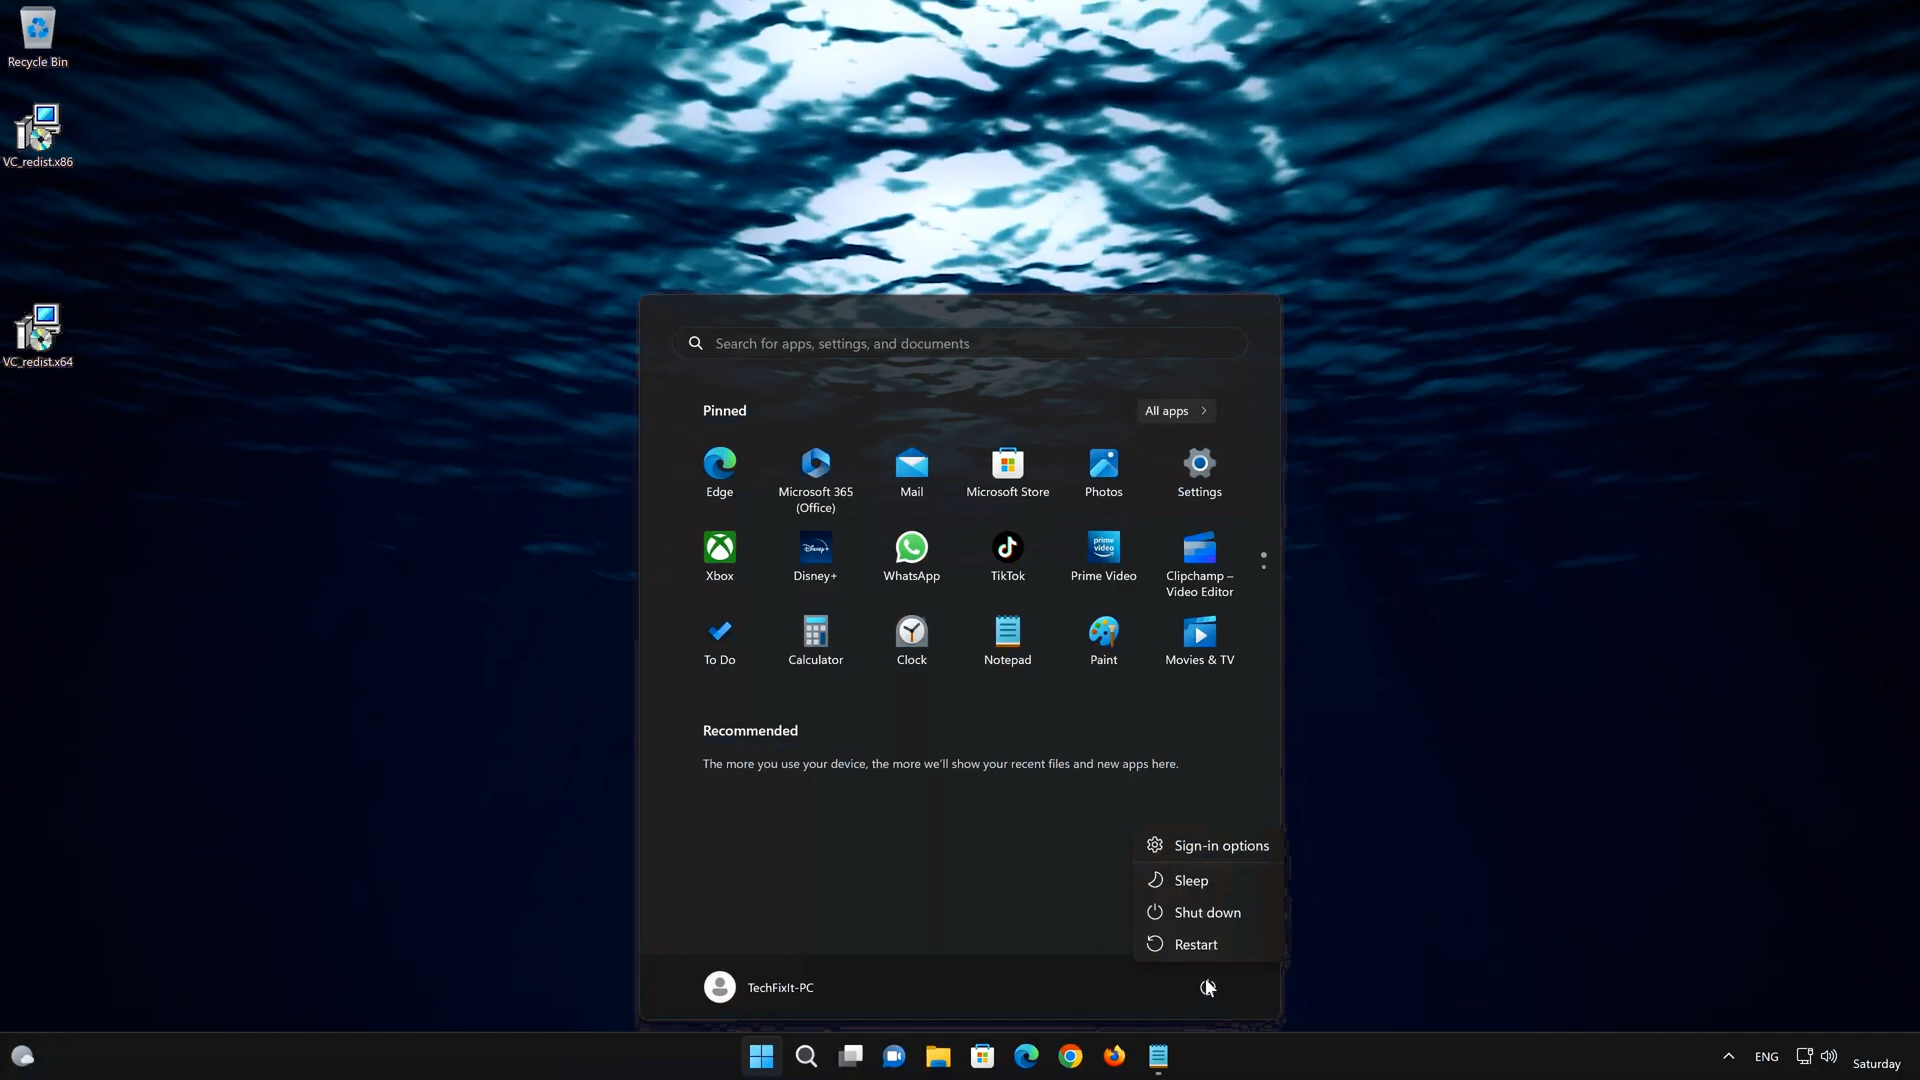 Recycle Bin
VC_redist.x86
VC_redist.x64
Search for apps, settings, and documents
Pinned
All apps
Edge
Microsoft 365
(Office)
Mail
Microsoft Store
Photos
Settings
Xbox
Disney+
Disney+
WhatsApp
TikTok
prime
video
Prime Video
Clipchamp –
Video Editor
To Do
Calculator
Clock
Notepad
Paint
Movies & TV
Recommended
The more you use your device, the more we'll show your recent files and new apps here.
Sign-in options
Sleep
Shut down
Restart
TechFixIt-PC
ENG
Saturday